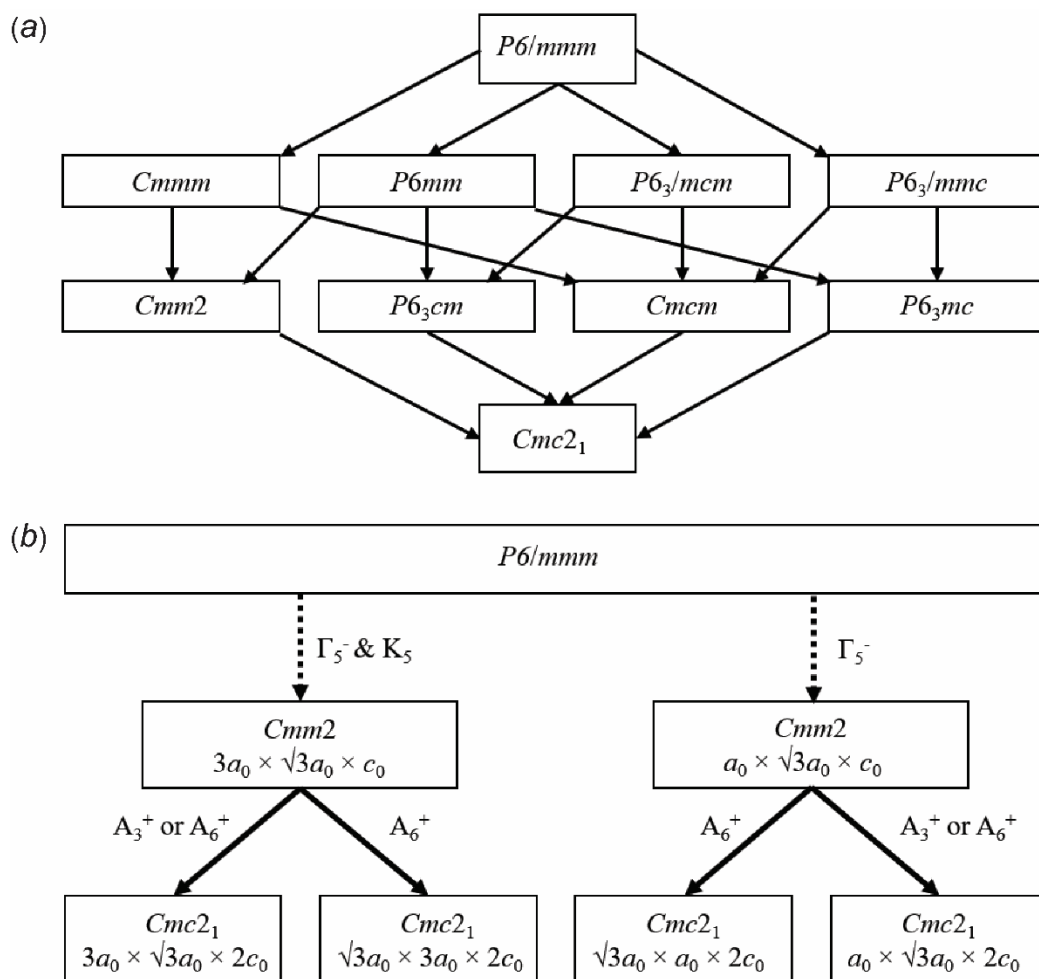 (a)
P6/mmm
Cmmm P6mm P6₃/mcm P6₃/mmc
Cmm2 P6₃cm Cmcm P6₃mc
Cmc2₁
(b)
P6/mmm
Γ₅⁻ & K₅ Γ₅⁻
Cmm2 Cmm2
3a₀ × √3a₀ × c₀ a₀ × √3a₀ × c₀
A₃⁺ or A₆⁺ A₆⁺ A₆⁺ A₃⁺ or A₆⁺
Cmc2₁ Cmc2₁ Cmc2₁ Cmc2₁
3a₀ × √3a₀ × 2c₀ √3a₀ × 3a₀ × 2c₀ √3a₀ × a₀ × 2c₀ a₀ × √3a₀ × 2c₀